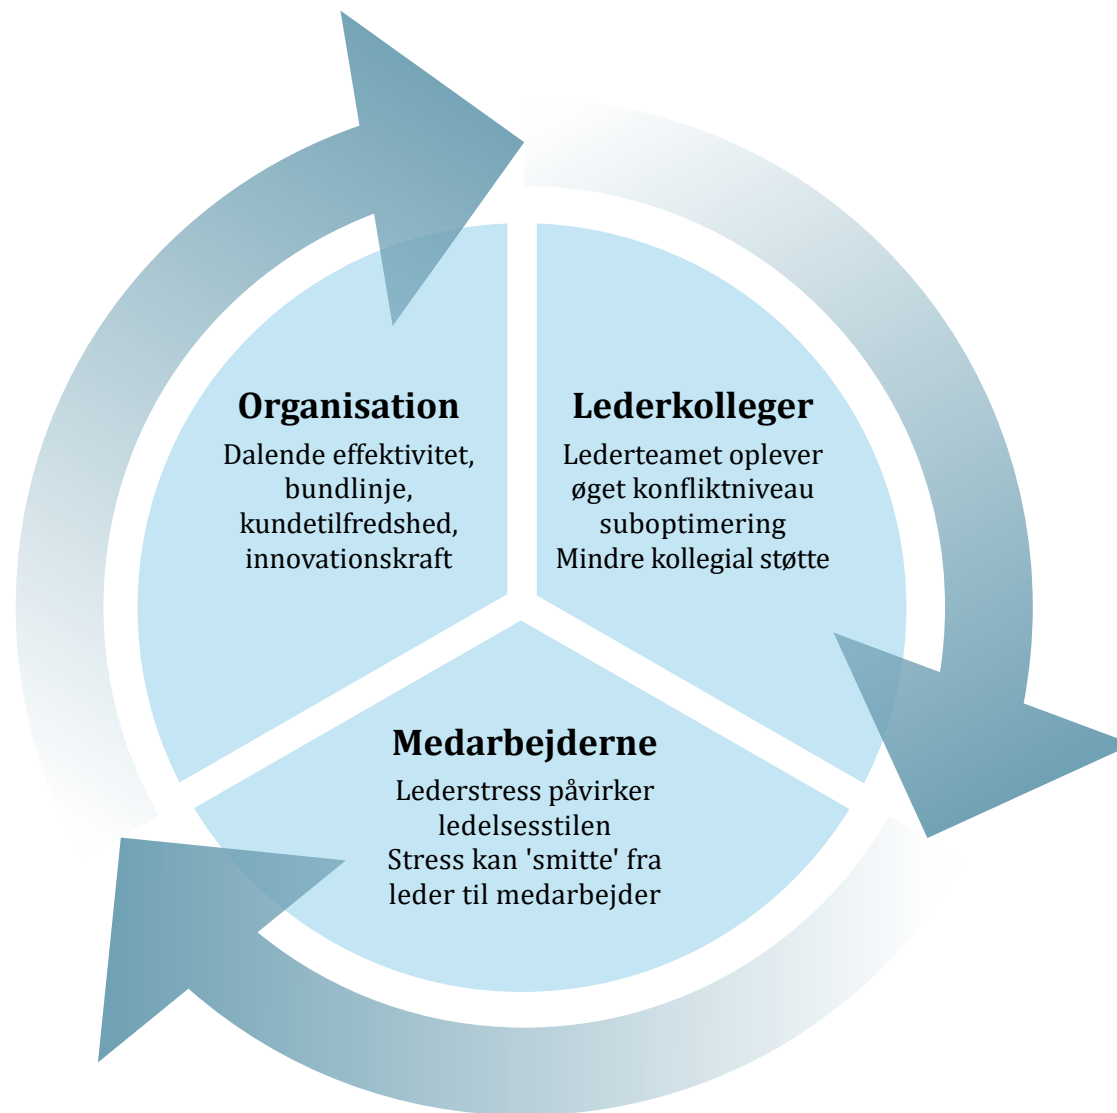 Organisation
Dalende effektivitet,
bundlinje,
kundetilfredshed,
innovationskraft
Lederkolleger
Lederteamet oplever
øget konfliktniveau
suboptimering
Mindre kollegial støtte
Medarbejderne
Lederstress påvirker
ledelsesstilen
Stress kan 'smitte' fra
leder til medarbejder